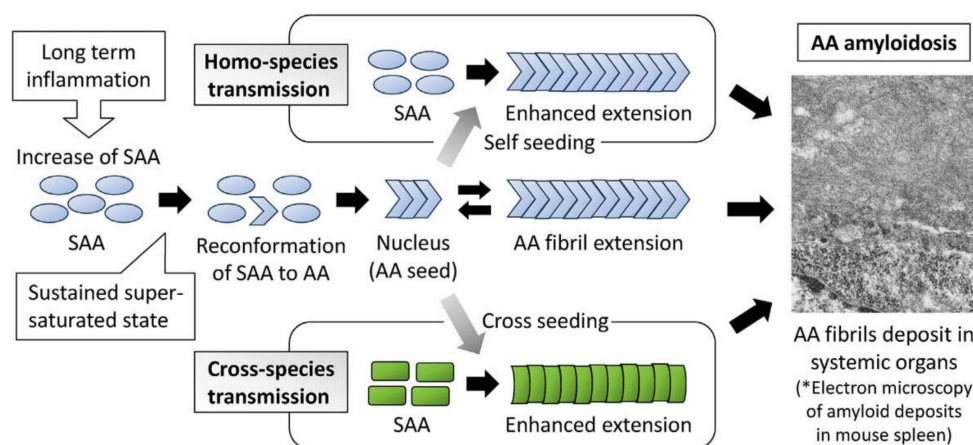 Long term
inflammation
Increase of SAA
SAA
Sustained super-
saturated state
Reconformation
of SAA to AA
Nucleus
(AA seed)
Homo-species
transmission
SAA
Enhanced extension
Self seeding
AA fibril extension
Cross seeding
Cross-species
transmission
SAA
Enhanced extension
AA amyloidosis
AA fibrils deposit in
systemic organs
(*Electron microscopy
of amyloid deposits
in mouse spleen)